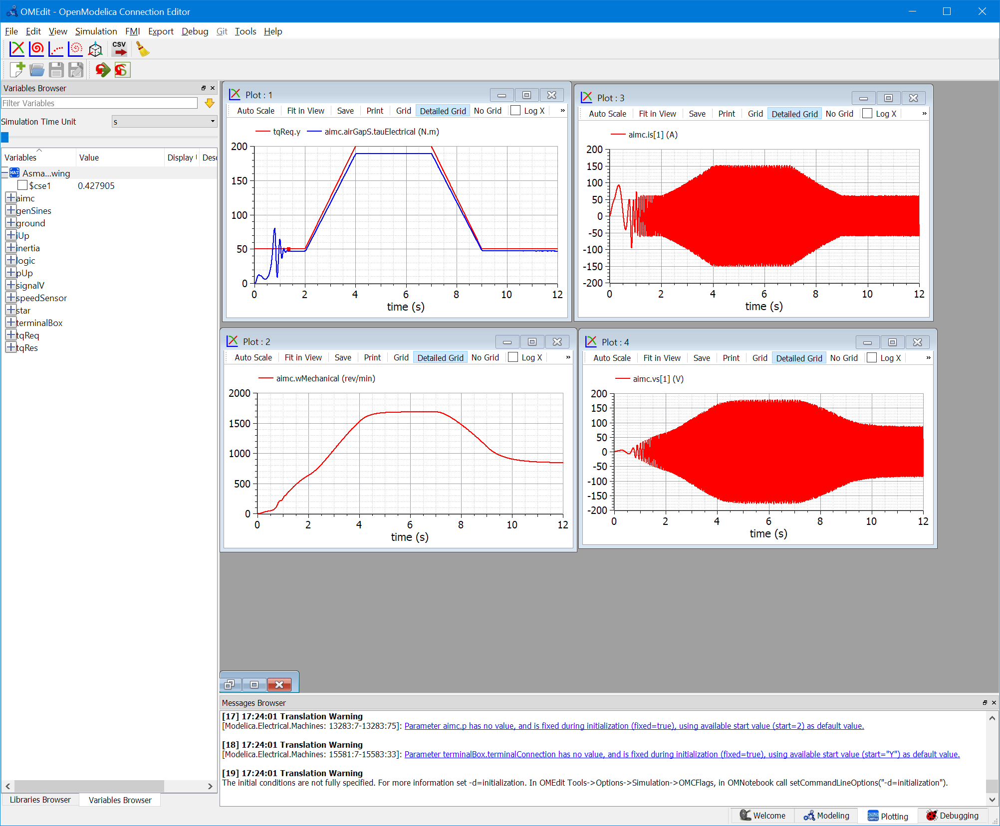 OMEdit - OpenModelica Connection Editor
File Edit View Simulation FMI Export Debug Git Tools Help
CSV
Variables Browser
Filter Variables
Simulation Time Unit s
Variables Value Display Desc
MAT Asma...wing
$cse1 0.427905
aimc
genSines
ground
iUp
inertia
logic
pUp
signalV
speedSensor
star
terminalBox
tqReq
tqRes
Libraries Browser Variables Browser
Plot : 1
Auto Scale Fit in View Save Print Grid Detailed Grid No Grid Log X »
tqReq.y aimc.airGapS.tauElectrical (N.m)
200
150
100
50
0
0 2 4 6 8 10 12
time (s)
Plot : 3
Auto Scale Fit in View Save Print Grid Detailed Grid No Grid Log X »
aimc.is[1] (A)
200
150
100
50
0
-50
-100
-150
-200
0 2 4 6 8 10 12
time (s)
Plot : 2
Auto Scale Fit in View Save Print Grid Detailed Grid No Grid Log X »
aimc.wMechanical (rev/min)
2000
1500
1000
500
0
0 2 4 6 8 10 12
time (s)
Plot : 4
Auto Scale Fit in View Save Print Grid Detailed Grid No Grid Log X »
aimc.vs[1] (V)
200
150
100
50
0
-50
-100
-150
-200
0 2 4 6 8 10 12
time (s)
Messages Browser
[17] 17:24:01 Translation Warning
[Modelica.Electrical.Machines: 13283:7-13283:75]: Parameter aimc.p has no value, and is fixed during initialization (fixed=true), using available start value (start=2) as default value.
[18] 17:24:01 Translation Warning
[Modelica.Electrical.Machines: 15581:7-15583:33]: Parameter terminalBox.terminalConnection has no value, and is fixed during initialization (fixed=true), using available start value (start="Y") as default value.
[19] 17:24:01 Translation Warning
The initial conditions are not fully specified. For more information set -d=initialization. In OMEdit Tools->Options->Simulation->OMCFlags, in OMNotebook call setCommandLineOptions("-d=initialization").
Welcome Modeling OMPlot Plotting Debugging